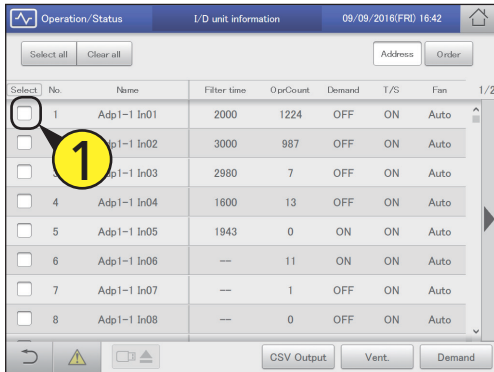 Operation/Status I/D unit information 09/09/2016(FRI) 16:42
Select all Clear all Address Order
Select No. Name Filter time OprCount Demand T/S Fan 1/2
1 Adp1-1 In01 2000 1224 OFF ON Auto
Adp1-1 In02 3000 987 OFF ON Auto
1
Adp1-1 In03 2980 7 OFF ON Auto
4 Adp1-1 In04 1600 13 OFF ON Auto
5 Adp1-1 In05 1943 0 ON ON Auto
6 Adp1-1 In06 -- 11 ON ON Auto
7 Adp1-1 In07 -- 1 OFF ON Auto
8 Adp1-1 In08 -- 0 OFF ON Auto
CSV Output Vent. Demand